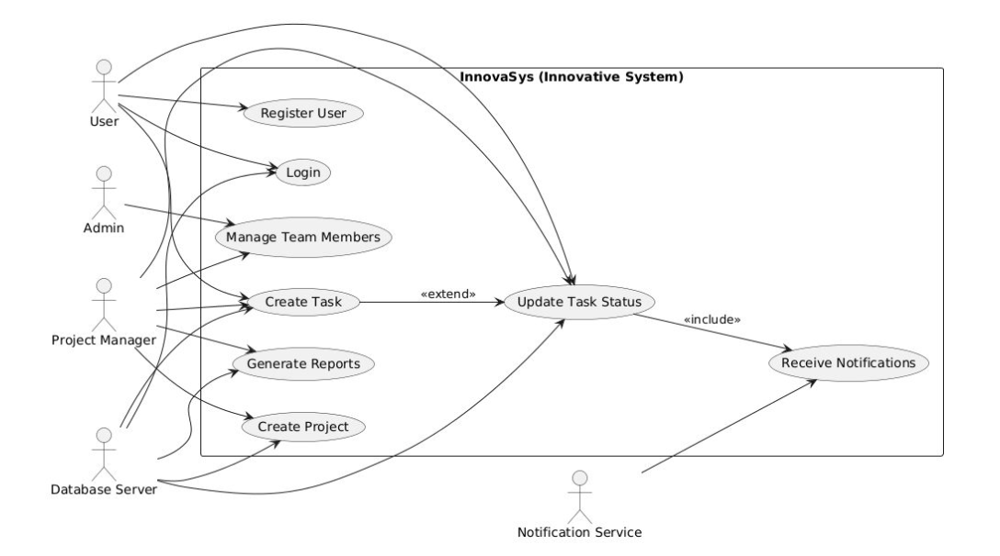 InnovaSys (Innovative System)
User
Register User
Login
Admin
Manage Team Members
Project Manager
Create Task
«extend»
Update Task Status
«include»
Generate Reports
Receive Notifications
Create Project
Database Server
Notification Service